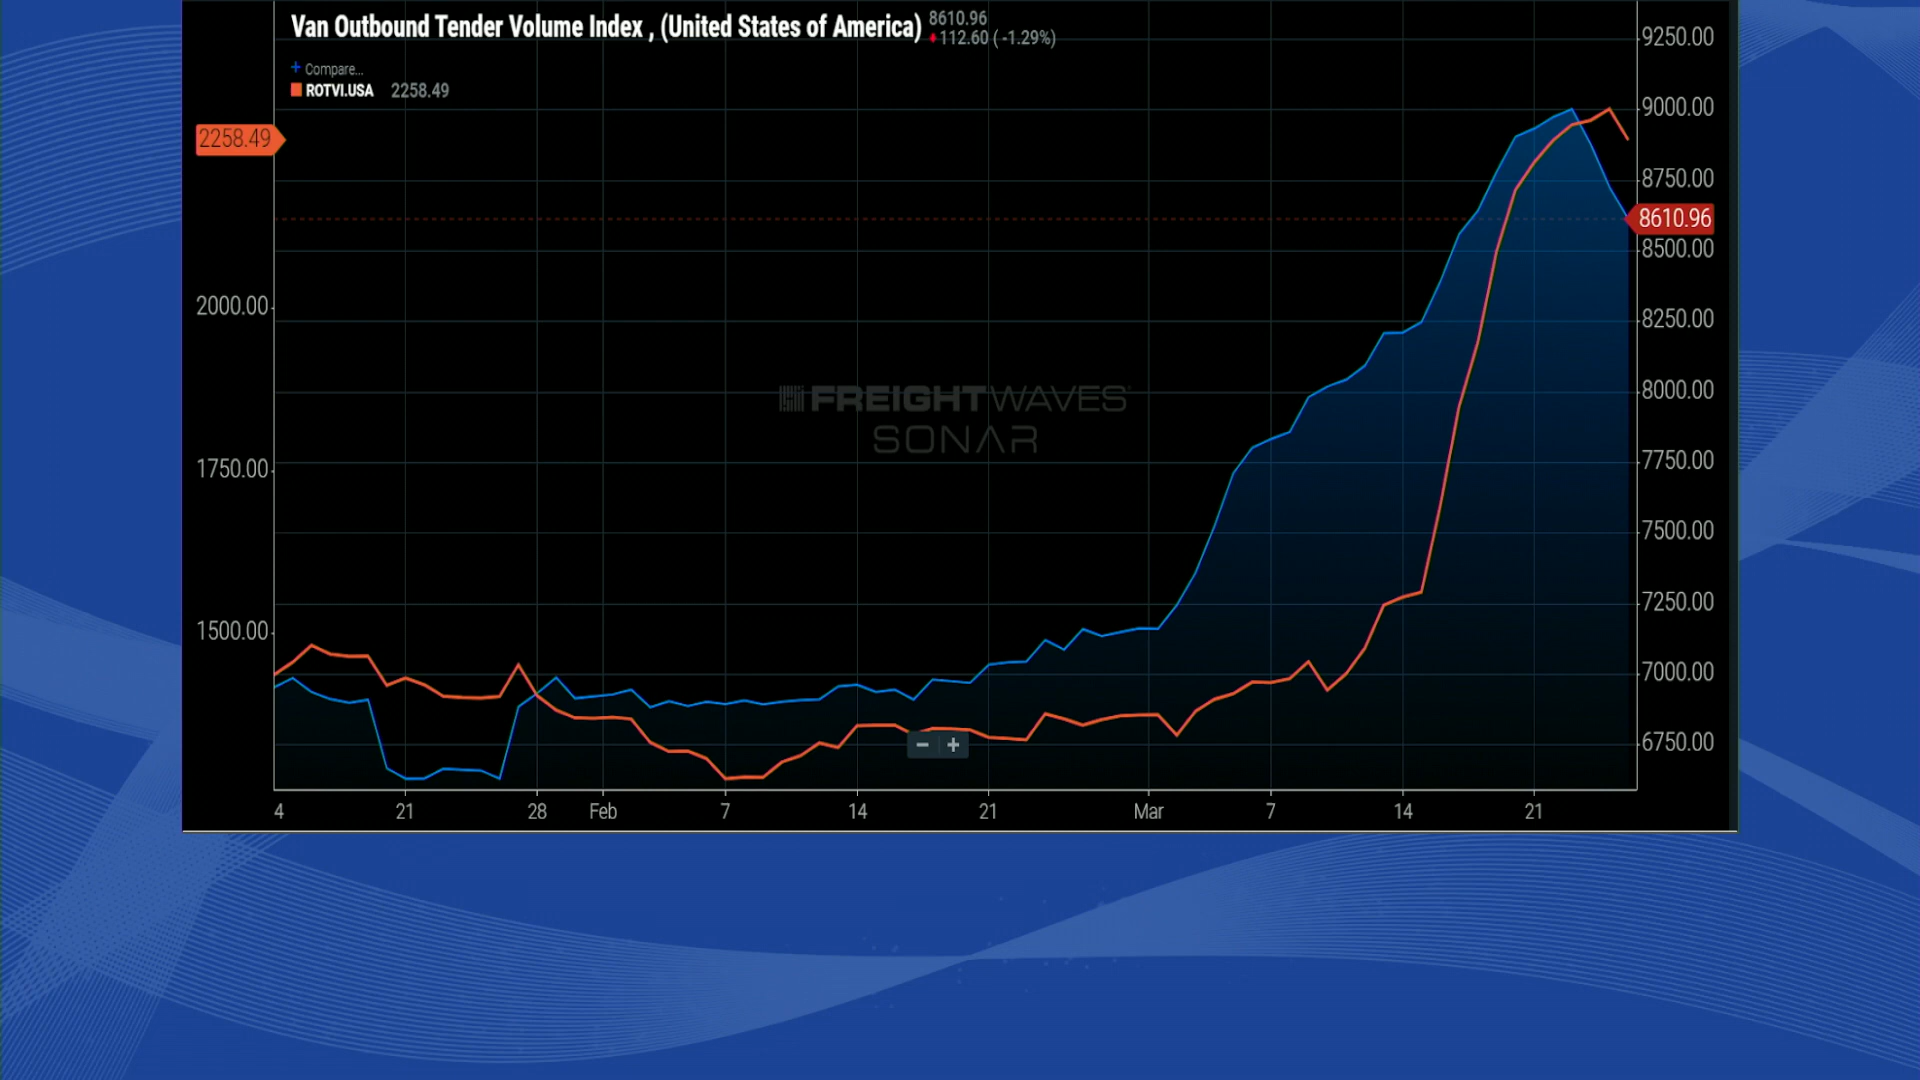 Van Outbound Tender Volume Index , (United States of America) 8610.96
112.60 ( -1.29%)
+ Compare...
ROTVI.USA 2258.49
2258.49
2000.00
1750.00
1500.00
9250.00
9000.00
8750.00
8610.96
8500.00
8250.00
8000.00
7750.00
7500.00
7250.00
7000.00
6750.00
FREIGHTWAVES
SONAR
− +
4 21 28 Feb 7 14 21 Mar 7 14 21